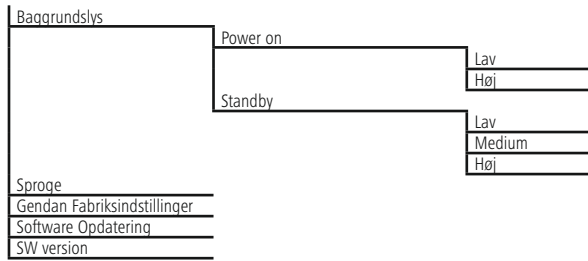 Baggrundslys
Power on
Lav
Høj
Standby
Lav
Medium
Høj
Sproge
Gendan Fabriksindstillinger
Software Opdatering
SW version